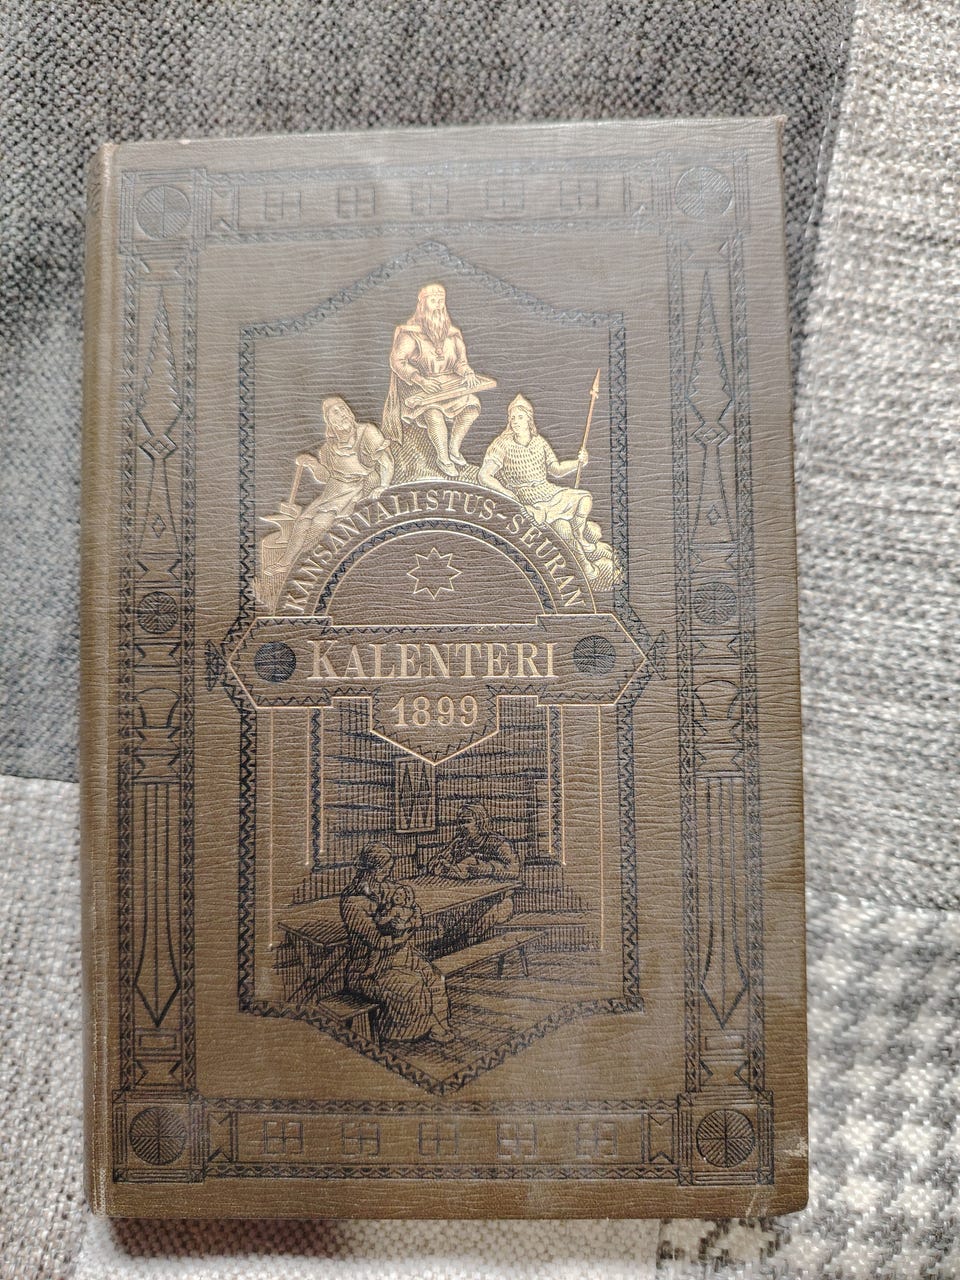 KANSANVALISTUS-SEURAN
KALENTERI
1899